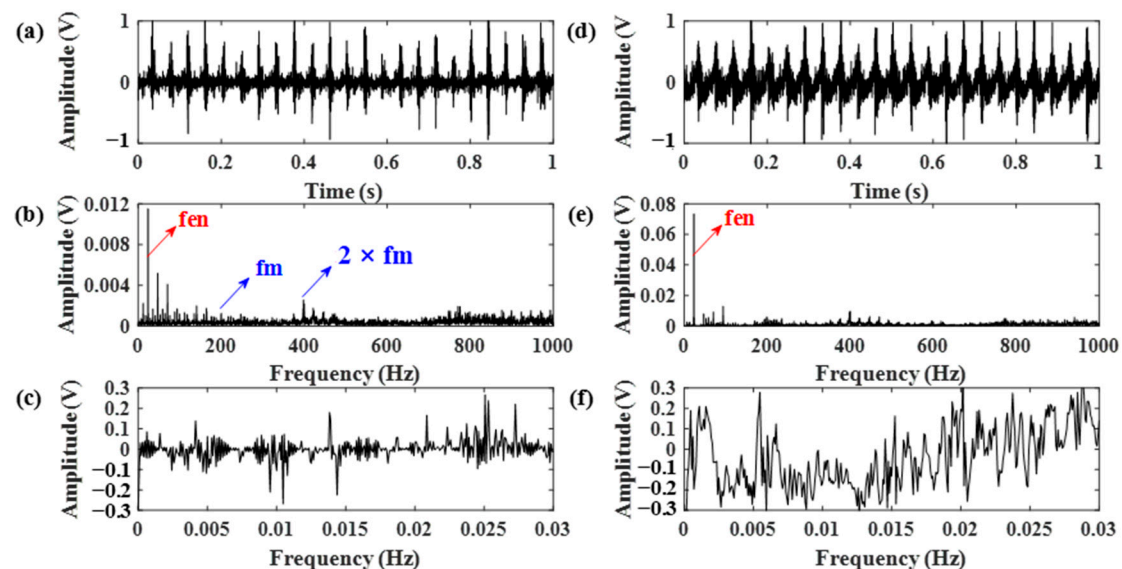 (a)
Amplitude (V)
1
0
−1
0 0.2 0.4 0.6 0.8 1
Time (s)
(d)
Amplitude (V)
1
0
−1
0 0.2 0.4 0.6 0.8 1
Time (s)
(b)
Amplitude (V)
0.012
0.008
0.004
0
fen
fm
2 × fm
0 200 400 600 800 1000
Frequency (Hz)
(e)
Amplitude (V)
0.08
0.06
0.04
0.02
0
fen
0 200 400 600 800 1000
Frequency (Hz)
(c)
Amplitude (V)
0.3
0.2
0.1
0
−0.1
−0.2
−0.3
0 0.005 0.01 0.015 0.02 0.025 0.03
Frequency (Hz)
(f)
Amplitude (V)
0.3
0.2
0.1
0
−0.1
−0.2
−0.3
0 0.005 0.01 0.015 0.02 0.025 0.03
Frequency (Hz)